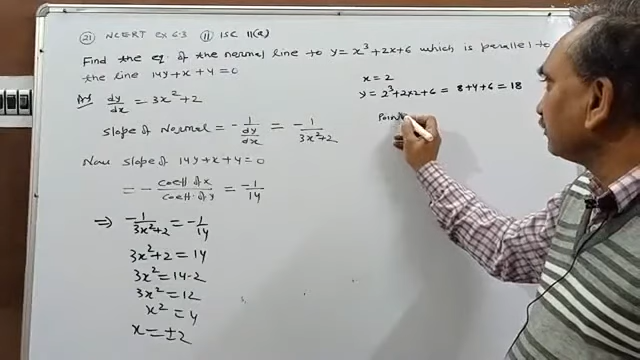 (21) NCERT ex 6.3 (11) ISC 11(a)
Find the eqⁿ of the normal line to y = x³+2x+6 which is parallel to
the line 14y+x+4=0
Ans dy/dx = 3x²+2
slope of Normal = -1/(dy/dx) = -1/(3x²+2)
Now slope of 14y+x+4=0
= - coeff of x/coeff. of y = -1/14
⇒ -1/(3x²+2) = -1/14
3x²+2 = 14
3x² = 14-2
3x² = 12
x² = 4
x = ±2
x = 2
y = 2³+2×2+6 = 8+4+6 = 18
Point